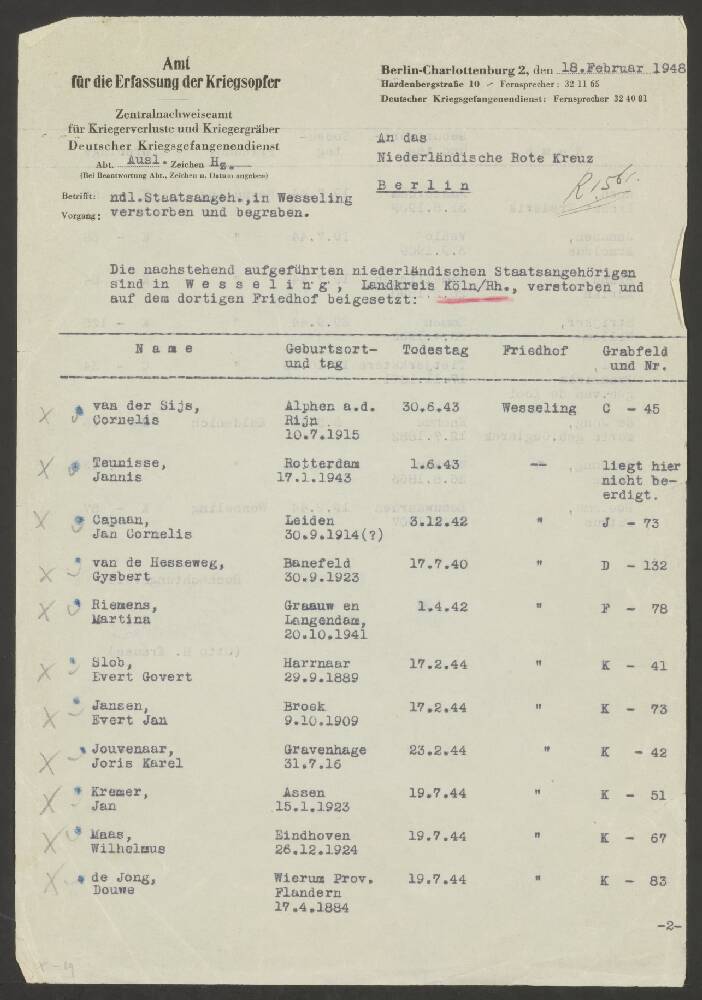 Amt
für die Erfassung der Kriegsopfer
Zentralnachweiseamt
für Kriegerverluste und Kriegergräber
Deutscher Kriegsgefangenendienst
Abt. Ausl. Zeichen Hs.
(Bei Beantwortung Abt., Zeichen u. Datum angeben)
Berlin-Charlottenburg 2, den 18.Februar 1948
Hardenbergstraße 10 – Fernsprecher: 32 11 65
Deutscher Kriegsgefangenendienst: Fernsprecher 32 40 01
An das
Niederländische Rote Kreuz
B e r l i n
R 1561.
Betrifft: ndl.Staatsangeh.,in Wesseling
Vorgang: verstorben und begraben.
Die nachstehend aufgeführten niederländischen Staatsangehörigen
sind in W e s s e l i n g , Landkreis Köln/Rh., verstorben und
auf dem dortigen Friedhof beigesetzt:
N a m e Geburtsort- Todestag Friedhof Grabfeld
und tag und Nr.
van der Sijs, Alphen a.d. 30.6.43 Wesseling C - 45
Cornelis Rijn
10.7.1915
Teunisse, Rotterdam 1.6.43 -- liegt hier
Jannis 17.1.1943 nicht be-
erdigt.
Capaan, Leiden 3.12.42 " J - 73
Jan Cornelis 30.9.1914(?)
van de Hesseweg, Banefeld 17.7.40 " D - 132
Gysbert 30.9.1923
Riemens, Graauw en 1.4.42 " F - 78
Martina Langendam,
20.10.1941
Slob, Harrnaar 17.2.44 " K - 41
Evert Govert 29.9.1889
Jansen, Broek 17.2.44 " K - 73
Evert Jan 9.10.1909
Jouvenaar, Gravenhage 23.2.44 " K - 42
Joris Karel 31.7.16
Kremer, Assen 19.7.44 " K - 51
Jan 15.1.1923
Maas, Eindhoven 19.7.44 " K - 67
Wilhelmus 26.12.1924
de Jong, Wierum Prov. 19.7.44 " K - 83
Douwe Flandern
17.4.1884
-2-